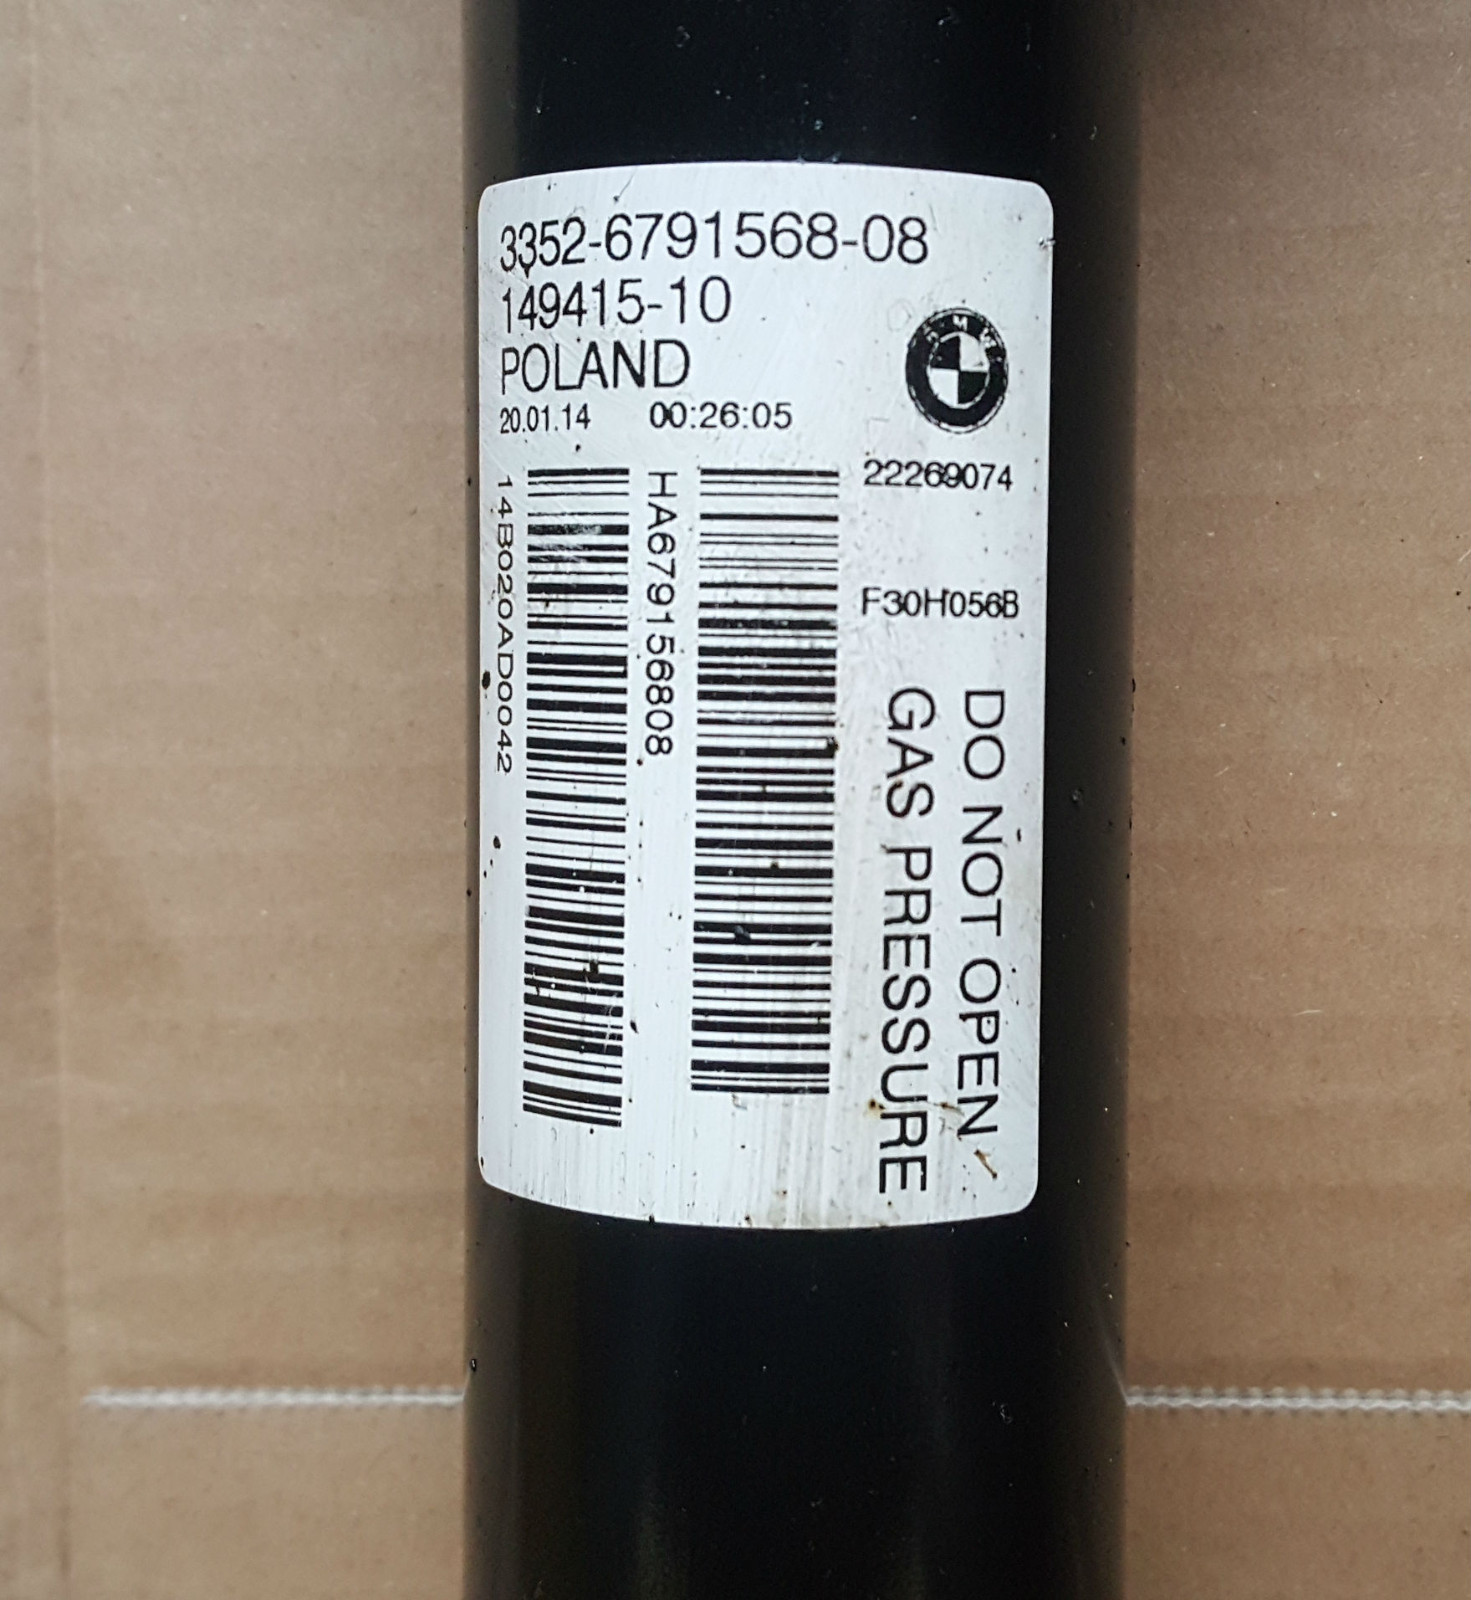 3352-6791568-08
149415-10
POLAND
20.01.14 00:26:05
BMW
22269074
F30H056B
14B020AD0042
HA679156808
DO NOT OPEN
GAS PRESSURE